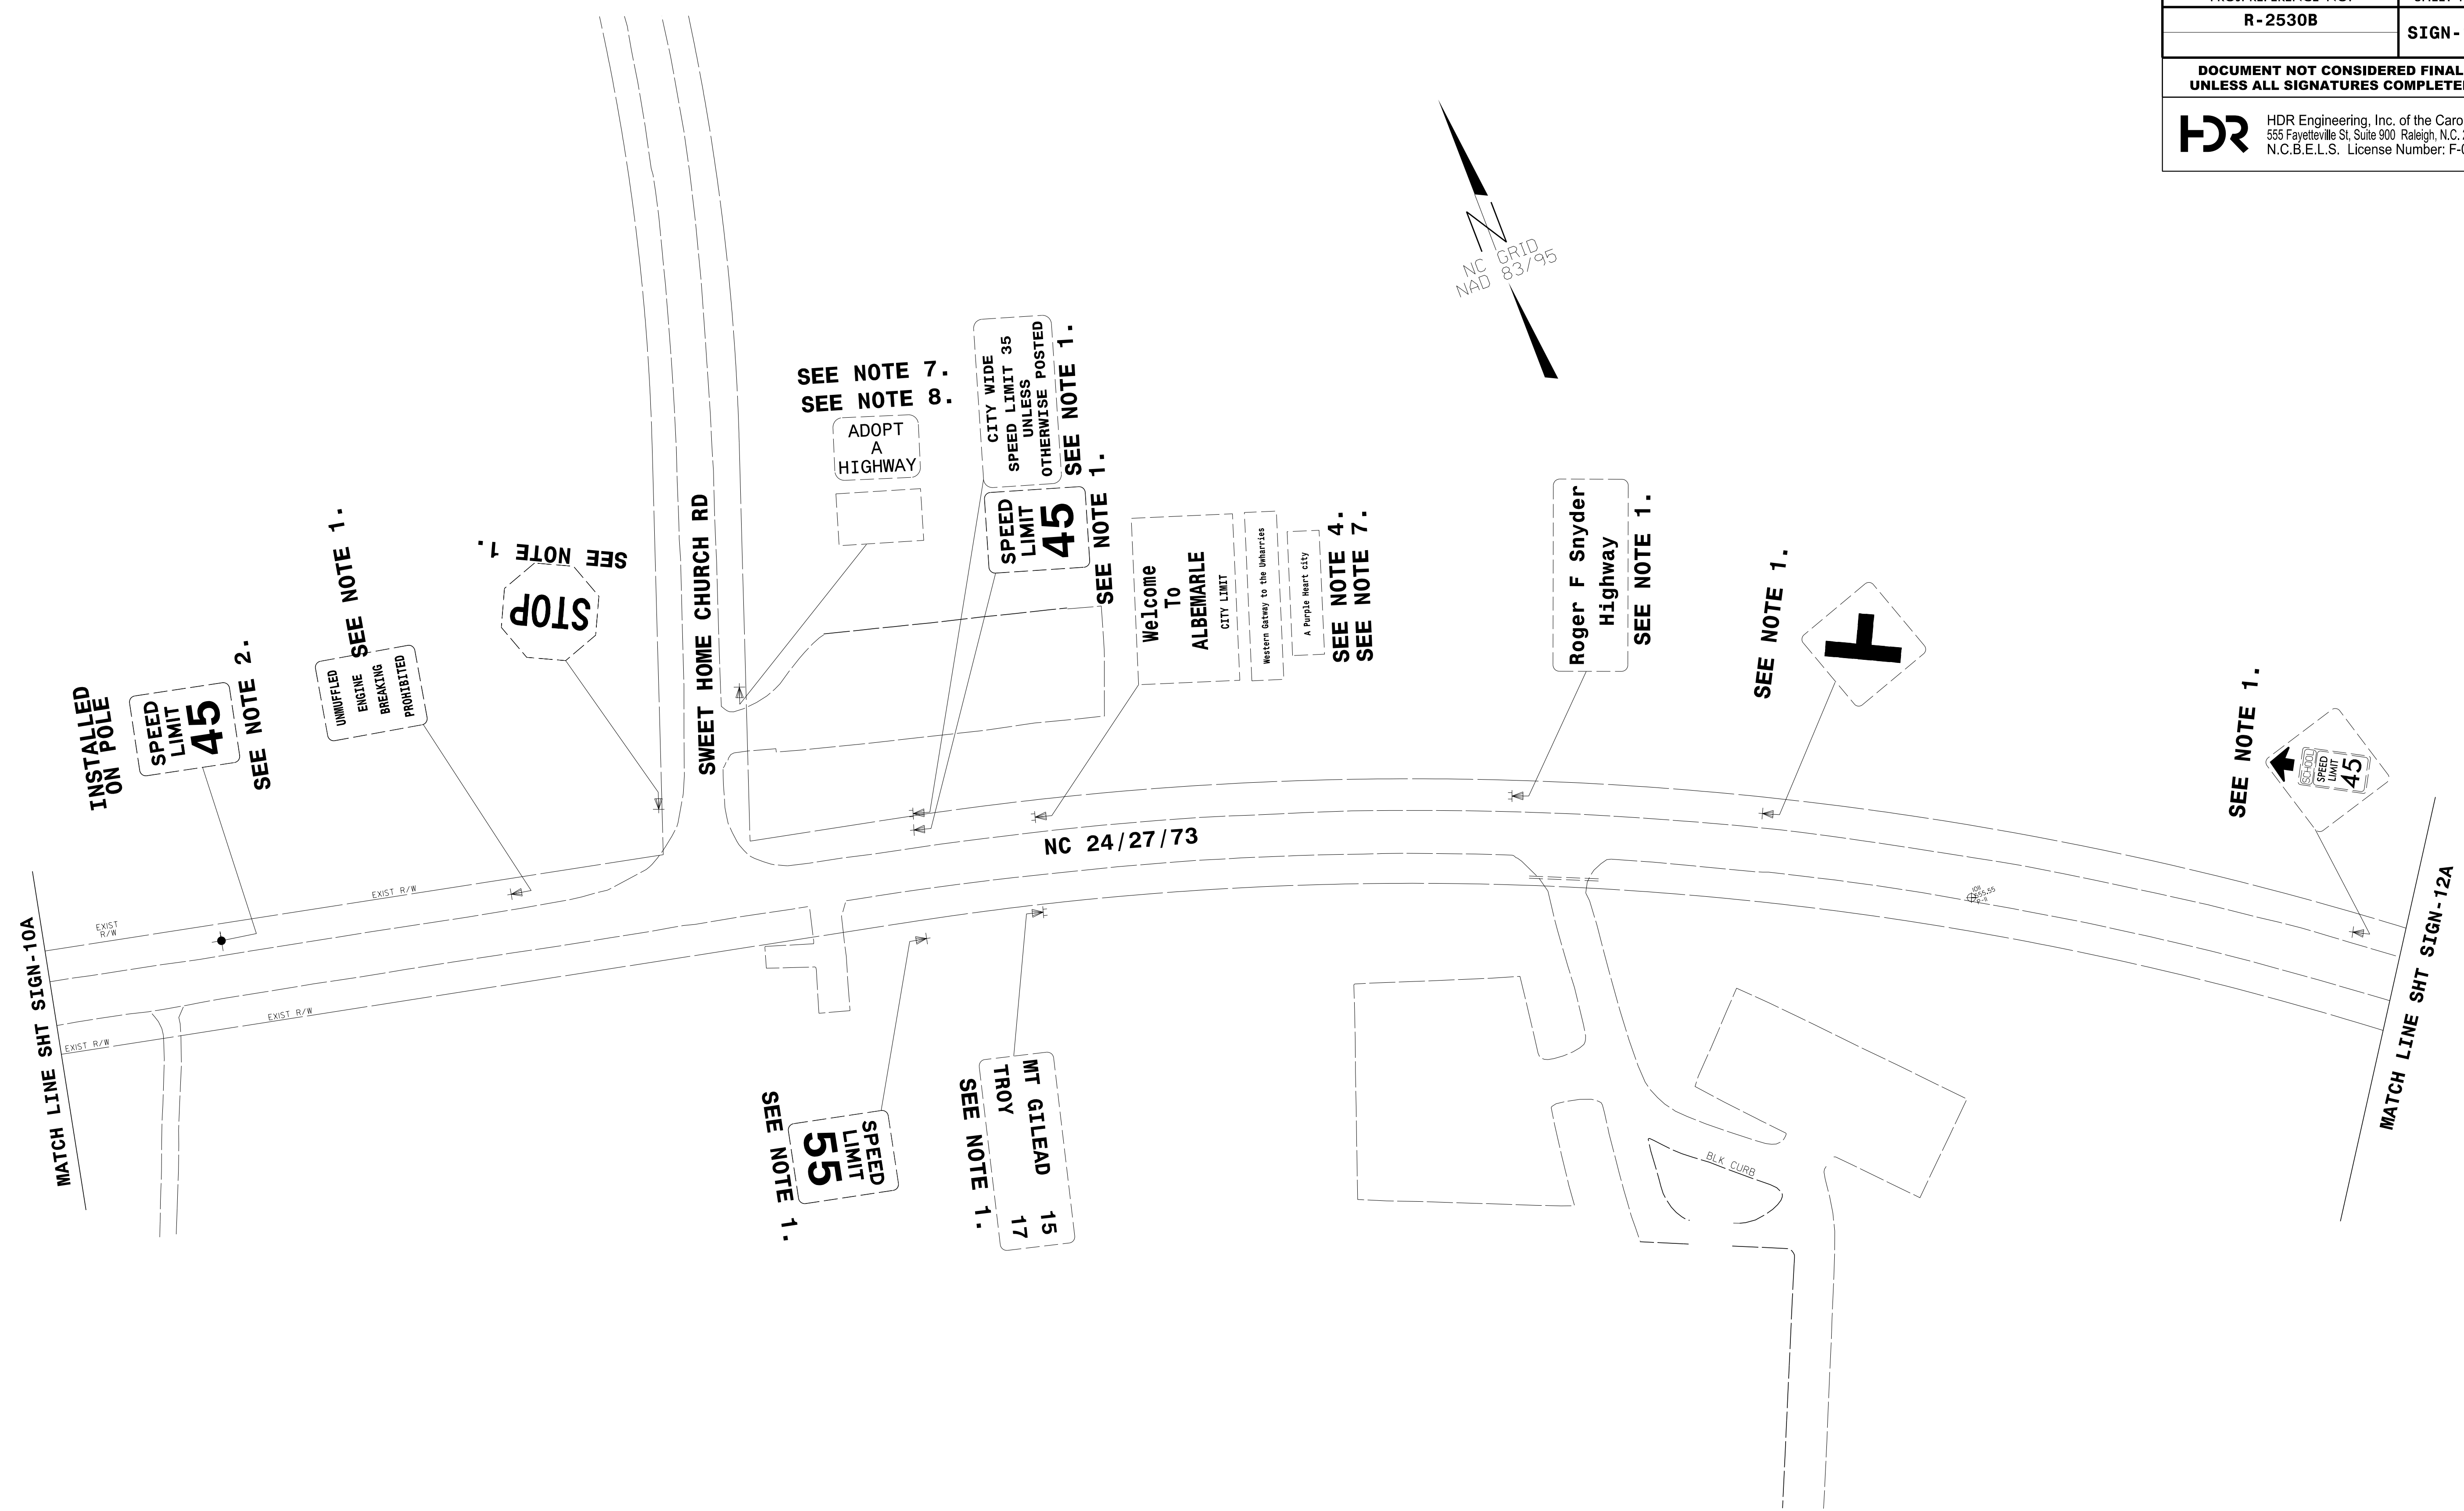 R-2530B
SIGN-
DOCUMENT NOT CONSIDERED FINAL
UNLESS ALL SIGNATURES COMPLETE
HDR
HDR Engineering, Inc. of the Caro
555 Fayetteville St, Suite 900 Raleigh, N.C.
N.C.B.E.L.S. License Number: F-
N
NC GRID
NAD 83/95
INSTALLED
ON POLE
SPEED
LIMIT
45
SEE NOTE 2.
UNMUFFLED
ENGINE
BREAKING
PROHIBITED
SEE NOTE 1.
SEE NOTE 1.
STOP
SWEET HOME CHURCH RD
SEE NOTE 7.
SEE NOTE 8.
ADOPT
A
HIGHWAY
CITY WIDE
SPEED LIMIT 35
UNLESS
OTHERWISE POSTED
SEE NOTE 1.
SPEED
LIMIT
45
SEE NOTE 1.
Welcome
To
ALBEMARLE
CITY LIMIT
Western Gatway to the Uwharries
A Purple Heart city
SEE NOTE 4.
SEE NOTE 7.
Roger F Snyder
Highway
SEE NOTE 1.
SEE NOTE 1.
SEE NOTE 1.
SCHOOL
SPEED
LIMIT
45
NC 24/27/73
MATCH LINE SHT SIGN-10A
EXIST
R/W
EXIST R/W
EXIST R/W
EXIST R/W
SEE NOTE 1.
SPEED
LIMIT
55
SEE NOTE 1.
MT GILEAD 15
TROY 17
BLK CURB
MATCH LINE SHT SIGN-12A